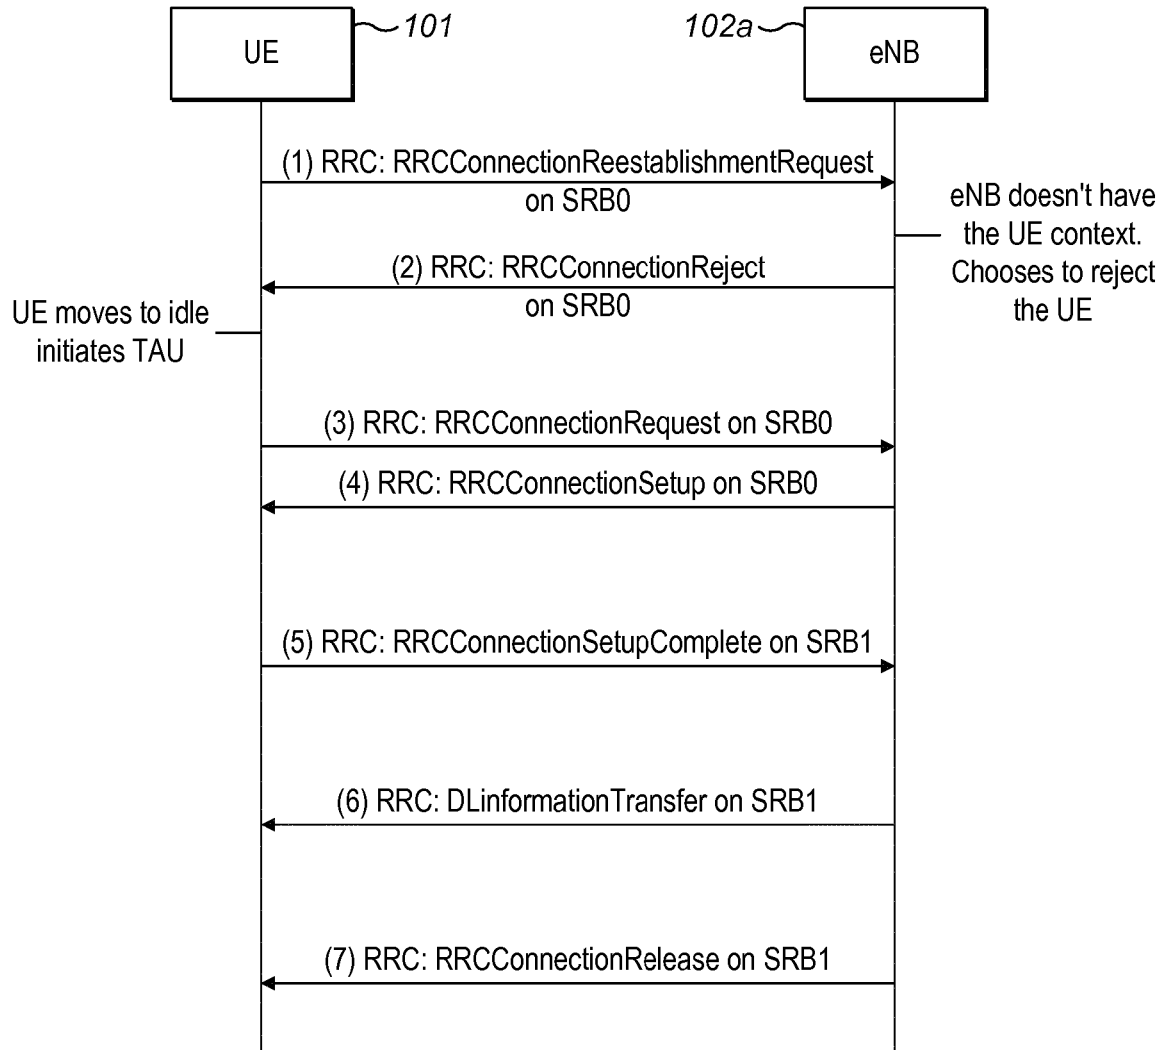 UE
101
102a
eNB
(1) RRC: RRCConnectionReestablishmentRequest
on SRB0
eNB doesn't have
the UE context.
Chooses to reject
the UE
(2) RRC: RRCConnectionReject
on SRB0
UE moves to idle
initiates TAU
(3) RRC: RRCConnectionRequest on SRB0
(4) RRC: RRCConnectionSetup on SRB0
(5) RRC: RRCConnectionSetupComplete on SRB1
(6) RRC: DLinformationTransfer on SRB1
(7) RRC: RRCConnectionRelease on SRB1